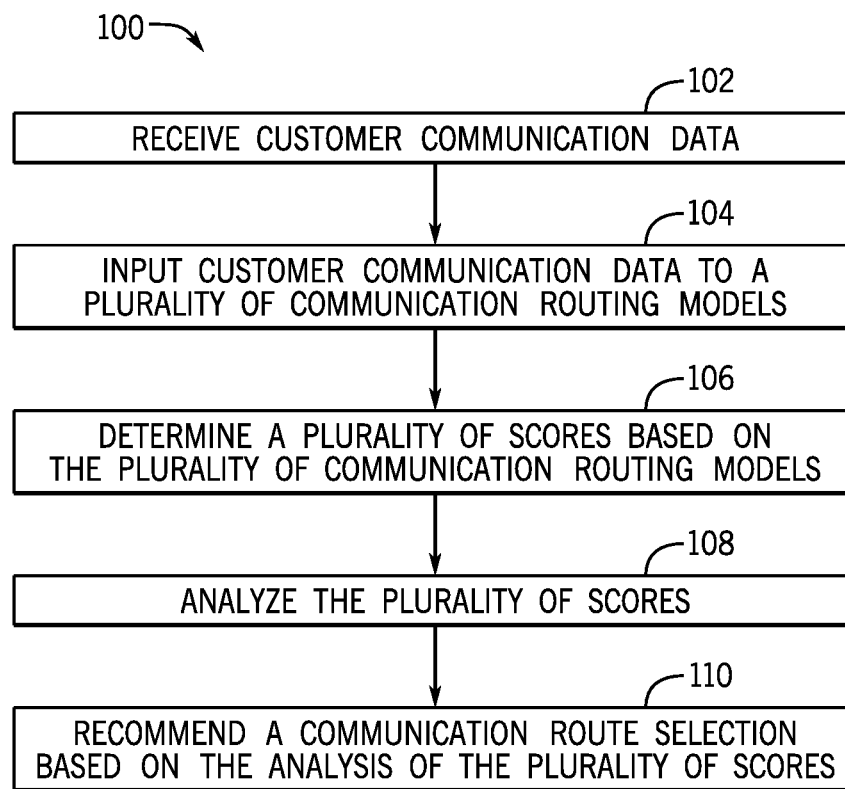 100
102
RECEIVE CUSTOMER COMMUNICATION DATA
104
INPUT CUSTOMER COMMUNICATION DATA TO A
PLURALITY OF COMMUNICATION ROUTING MODELS
106
DETERMINE A PLURALITY OF SCORES BASED ON
THE PLURALITY OF COMMUNICATION ROUTING MODELS
108
ANALYZE THE PLURALITY OF SCORES
110
RECOMMEND A COMMUNICATION ROUTE SELECTION
BASED ON THE ANALYSIS OF THE PLURALITY OF SCORES